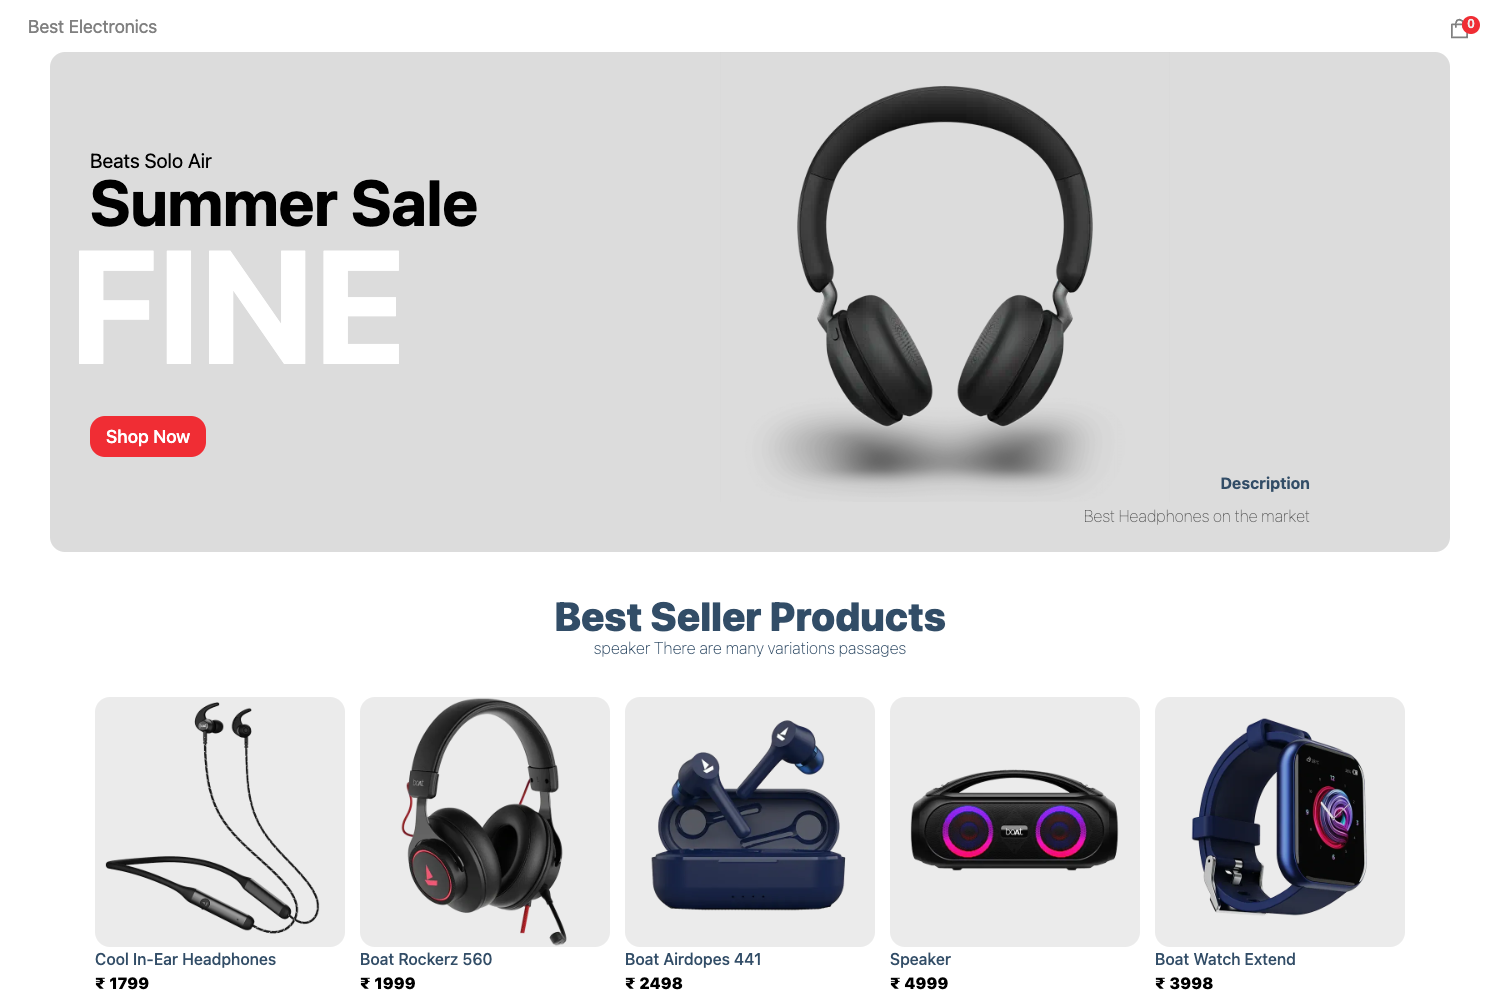 Best Electronics
0
Beats Solo Air
Summer Sale
FINE
Shop Now
Description
Best Headphones on the market
Best Seller Products
speaker There are many variations passages
boAt
boAt
Cool In-Ear Headphones
₹ 1799
Boat Rockerz 560
₹ 1999
Boat Airdopes 441
₹ 2498
Speaker
₹ 4999
Boat Watch Extend
₹ 3998